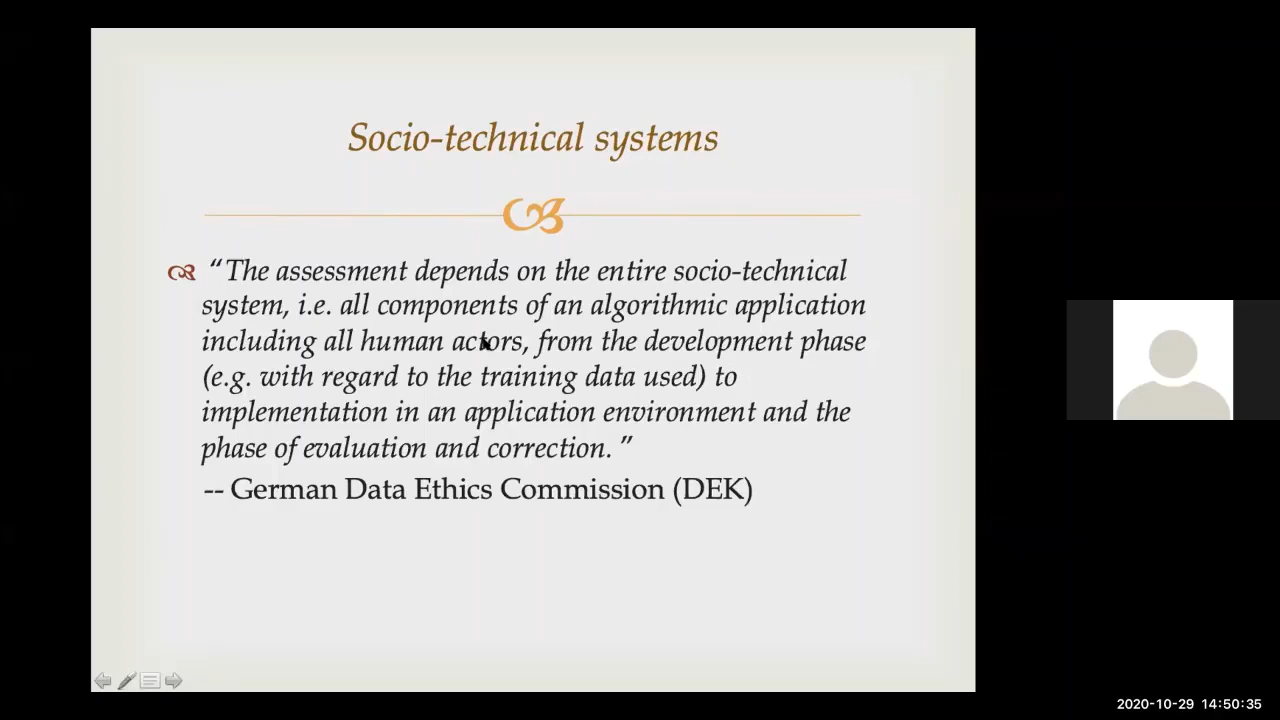 Socio-technical systems
“The assessment depends on the entire socio-technical
system, i.e. all components of an algorithmic application
including all human actors, from the development phase
(e.g. with regard to the training data used) to
implementation in an application environment and the
phase of evaluation and correction.”
-- German Data Ethics Commission (DEK)
2020-10-29 14:50:35